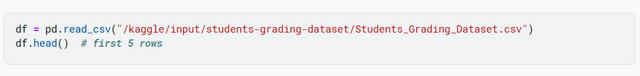 df = pd.read_csv("/kaggle/input/students-grading-dataset/Students_Grading_Dataset.csv")
df.head()  # first 5 rows